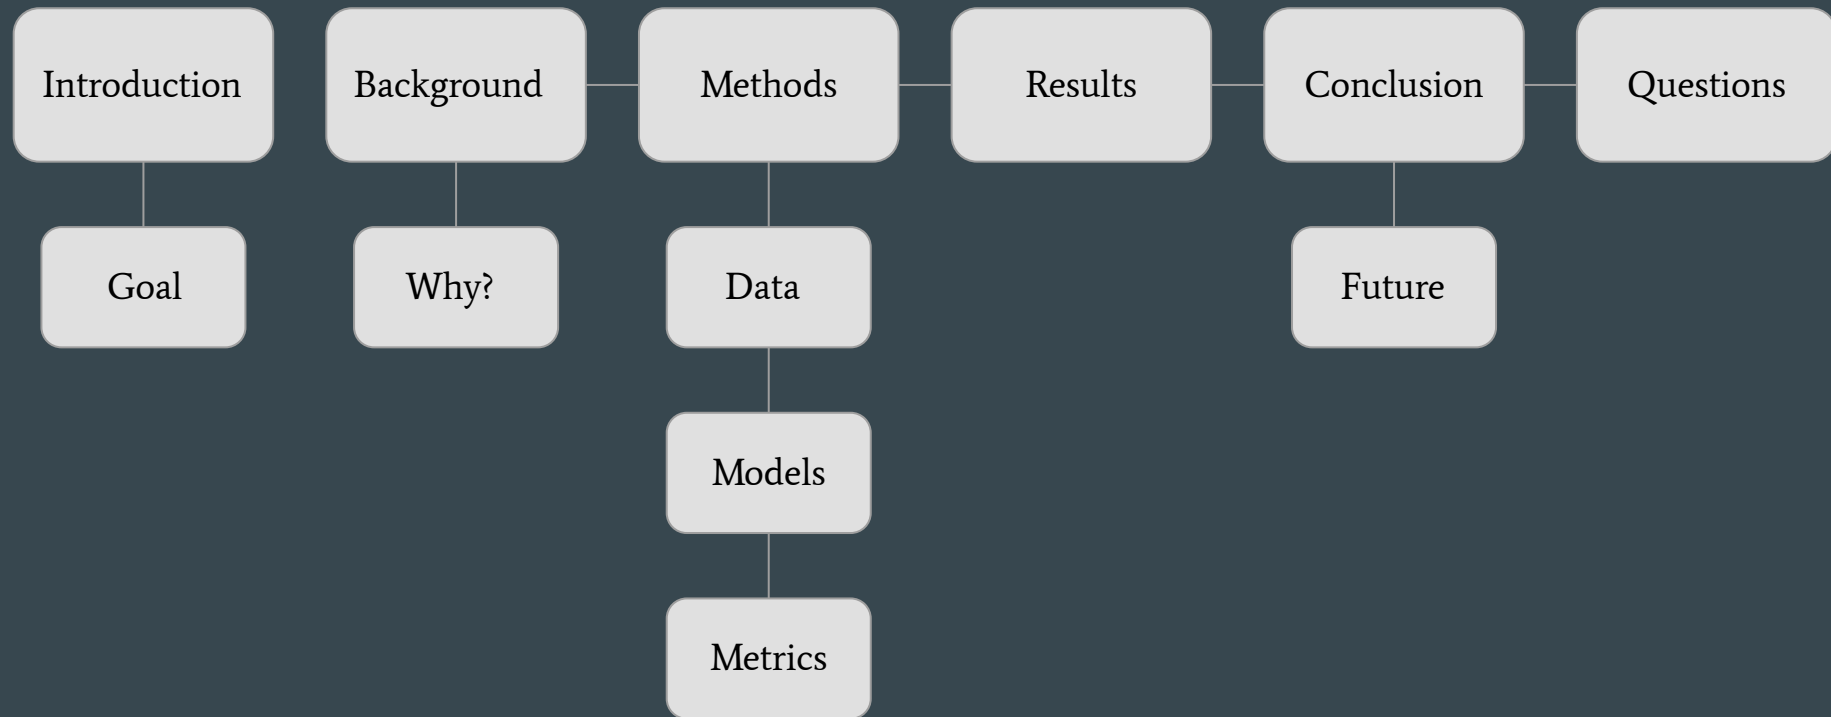 Introduction
Background
Methods
Results
Conclusion
Questions
Goal
Why?
Data
Future
Models
Metrics